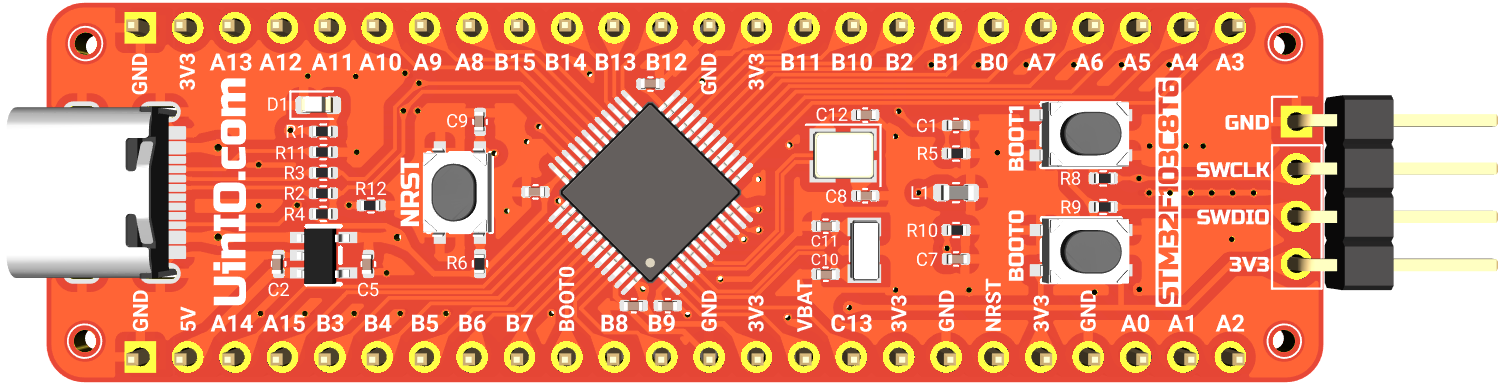 GND 3V3 A13 A12 A11 A10 A9 A8 B15 B14 B13 B12 GND 3V3 B11 B10 B2 B1 B0 A7 A6 A5 A4 A3
UinIO.com
D1
R1
R11
R3
R2
R4
R12
C2
C5
C9
NRST
R6
C12
C8
C11
C10
C1
R5
L1
R10
C7
BOOT1
R8
R9
BOOT0
STM32F103C8T6
GND
SWCLK
SWDIO
3V3
GND 5V A14 A15 B3 B4 B5 B6 B7 BOOT0 B8 B9 GND 3V3 VBAT C13 3V3 GND NRST 3V3 GND A0 A1 A2